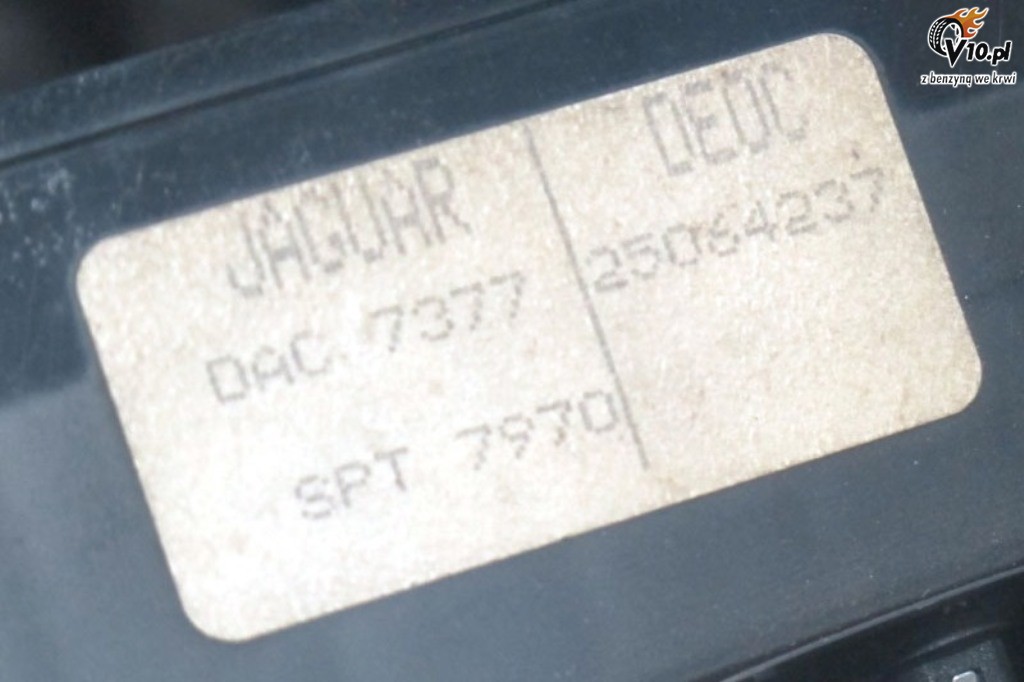 V10.pl
z benzyną we krwi
JAGUAR
DAC 7377
SPT 7970
DEDC
25064237